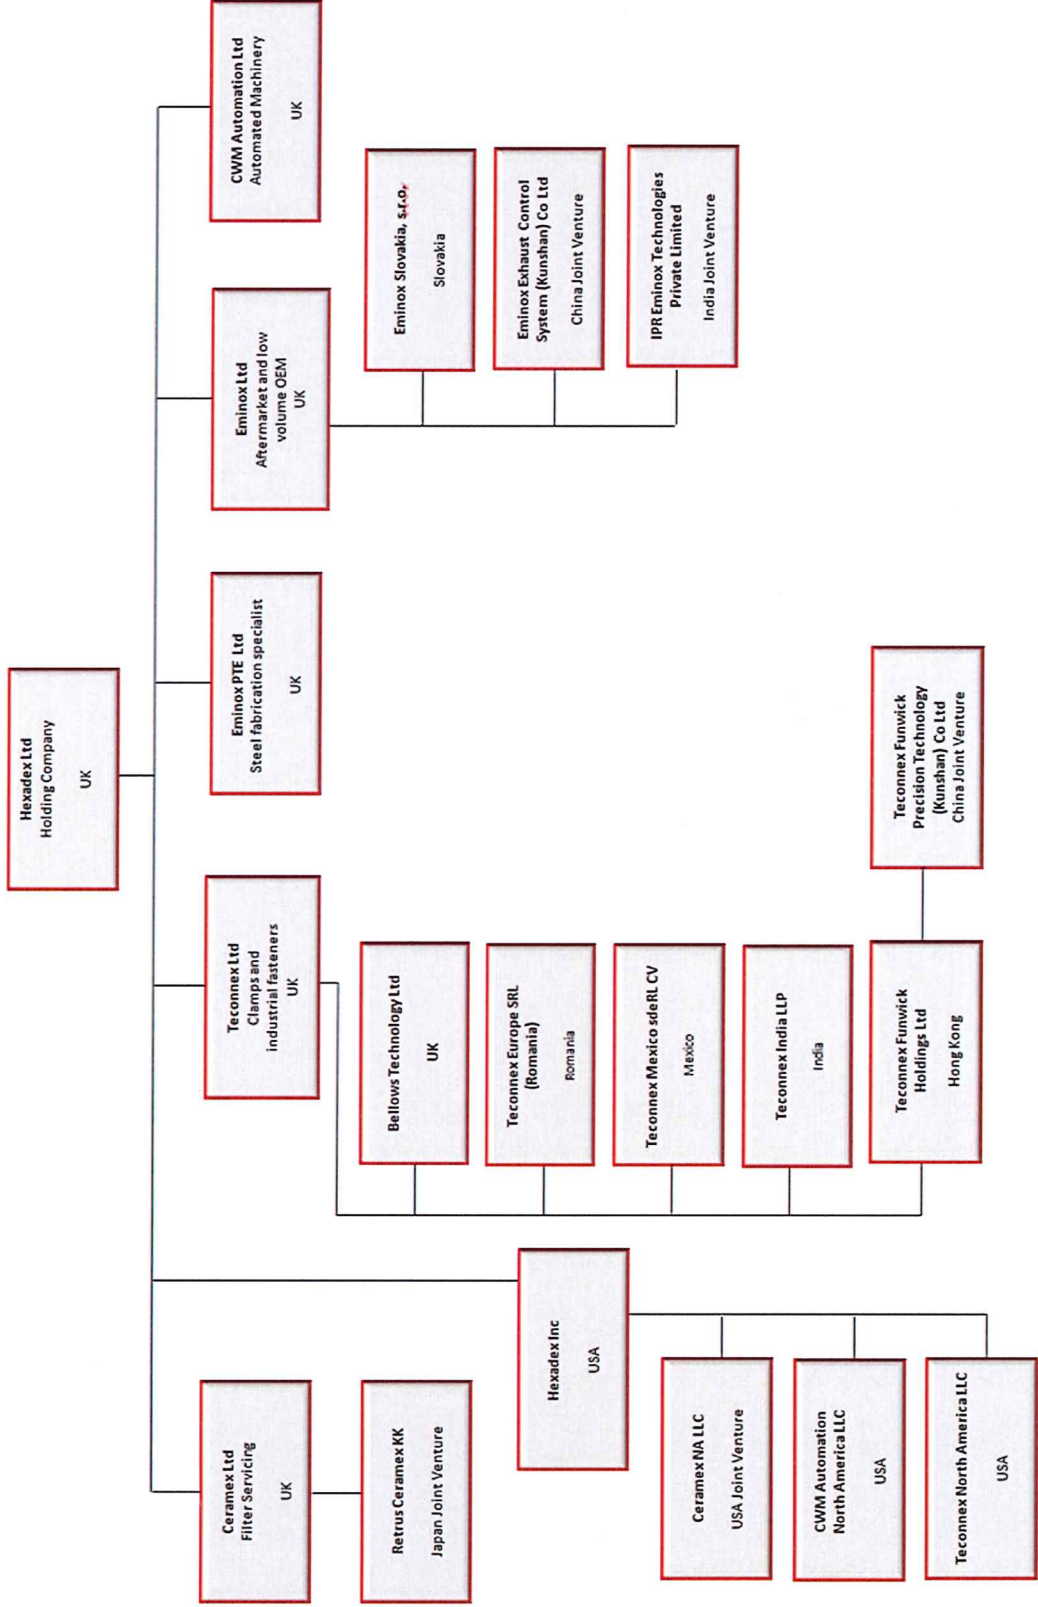 Hexadex Ltd
Holding Company
UK
Ceramex Ltd
Filter Servicing
UK
Retrus Ceramex KK
Japan Joint Venture
Hexadex Inc
USA
Ceramex NA LLC
USA Joint Venture
CWM Automation
North America LLC
USA
Teconnex North America LLC
USA
Teconnex Ltd
Clamps and
industrial fasteners
UK
Bellows Technology Ltd
UK
Teconnex Europe SRL
(Romania)
Romania
Teconnex Mexico sdeRL CV
Mexico
Teconnex India LLP
India
Teconnex Funwick
Holdings Ltd
Hong Kong
Teconnex Funwick
Precision Technology
(Kunshan) Co Ltd
China Joint Venture
Eminox PTE Ltd
Steel fabrication specialist
UK
Eminox Ltd
Aftermarket and low
volume OEM
UK
Eminox Slovakia, s.r.o,
Slovakia
Eminox Exhaust Control
System (Kunshan) Co Ltd
China Joint Venture
IPR Eminox Technologies
Private Limited
India Joint Venture
CWM Automation Ltd
Automated Machinery
UK